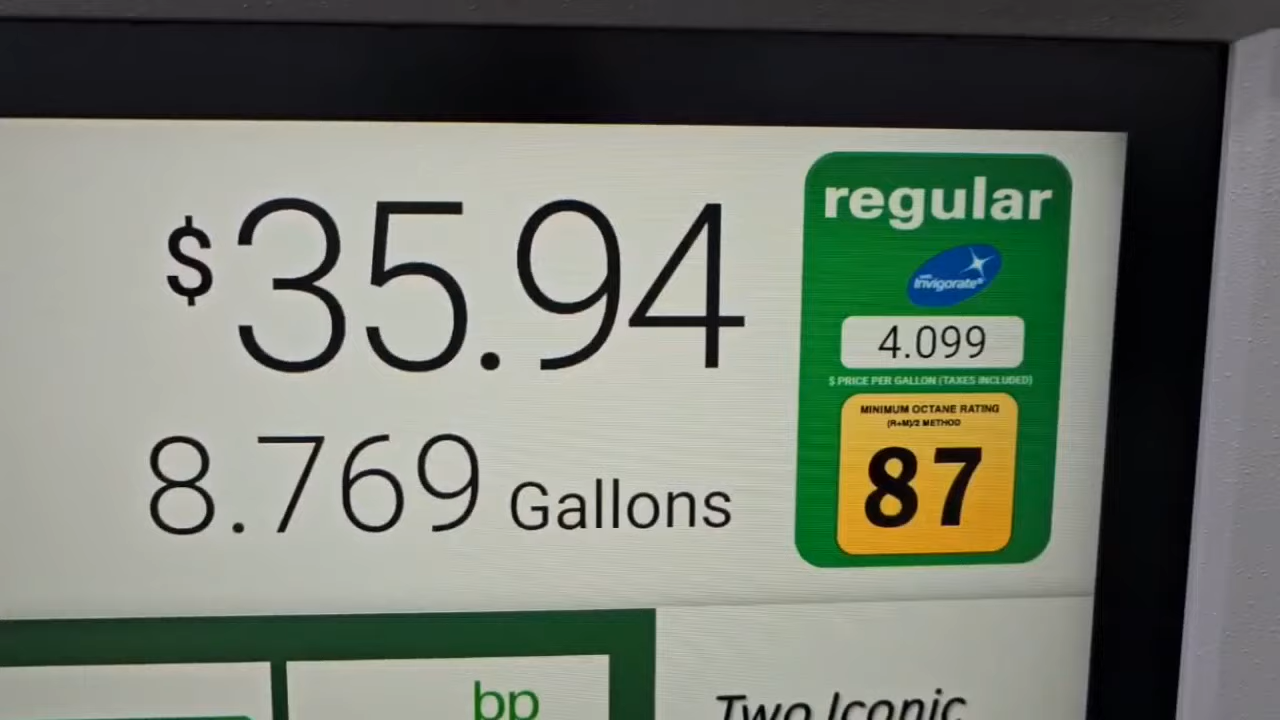 $35.94
8.769 Gallons
regular
with
Invigorate®
4.099
$ PRICE PER GALLON (TAXES INCLUDED)
MINIMUM OCTANE RATING
(R+M)/2 METHOD
87
bp
Two Iconic